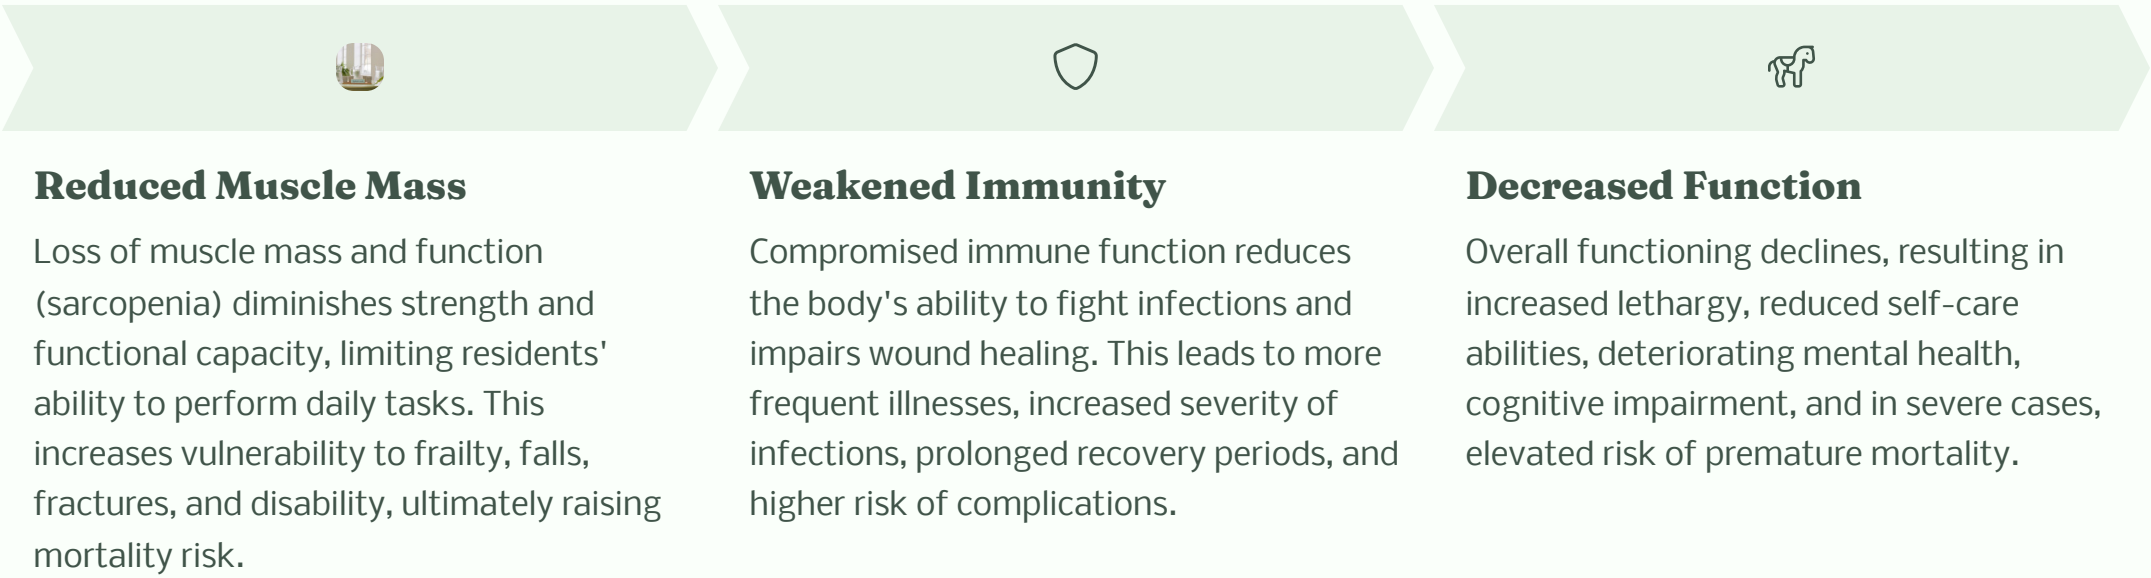 Reduced Muscle Mass
Loss of muscle mass and function
(sarcopenia) diminishes strength and
functional capacity, limiting residents'
ability to perform daily tasks. This
increases vulnerability to frailty, falls,
fractures, and disability, ultimately raising
mortality risk.
Weakened Immunity
Compromised immune function reduces
the body's ability to fight infections and
impairs wound healing. This leads to more
frequent illnesses, increased severity of
infections, prolonged recovery periods, and
higher risk of complications.
Decreased Function
Overall functioning declines, resulting in
increased lethargy, reduced self-care
abilities, deteriorating mental health,
cognitive impairment, and in severe cases,
elevated risk of premature mortality.